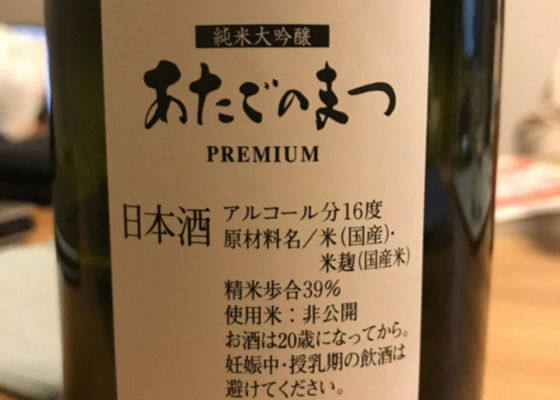 純米大吟醸
あたごのまつ
PREMIUM
日本酒
アルコール分16度
原材料名／米(国産)・
米麹(国産米)
精米歩合39%
使用米：非公開
お酒は20歳になってから。
妊娠中・授乳期の飲酒は
避けてください。